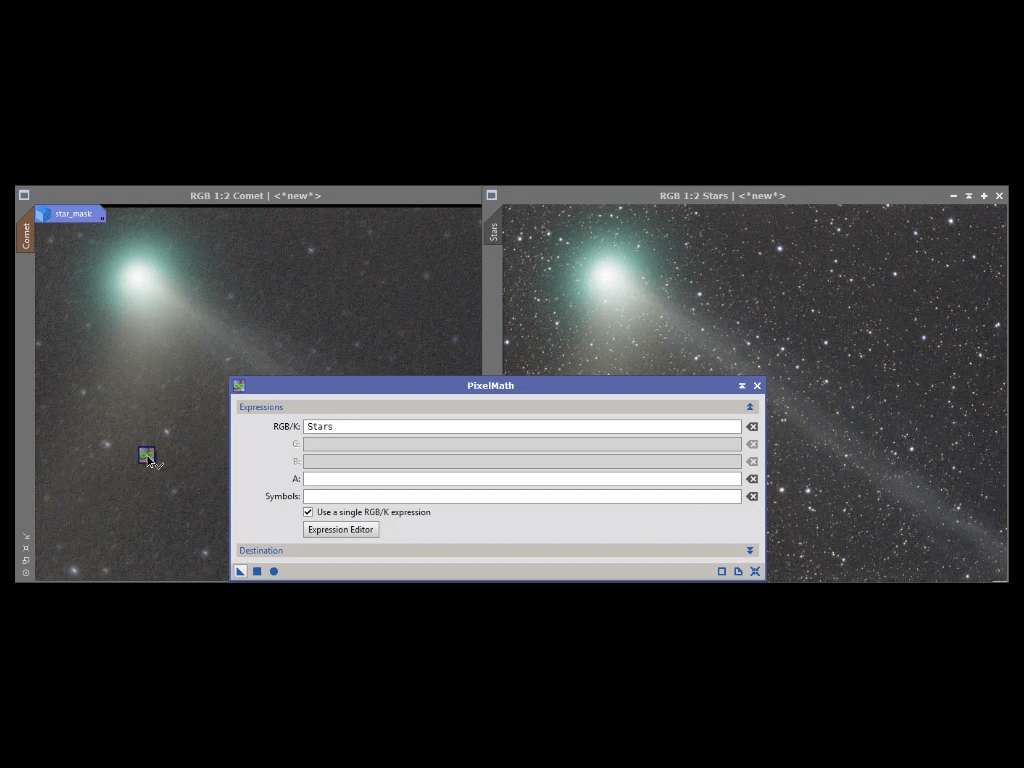 RGB 1:2 Comet | <*new*>
RGB 1:2 Stars | <*new*>
star_mask
Comet
Stars
PixelMath
Expressions
RGB/K: Stars
G:
B:
A:
Symbols:
Use a single RGB/K expression
Expression Editor
Destination